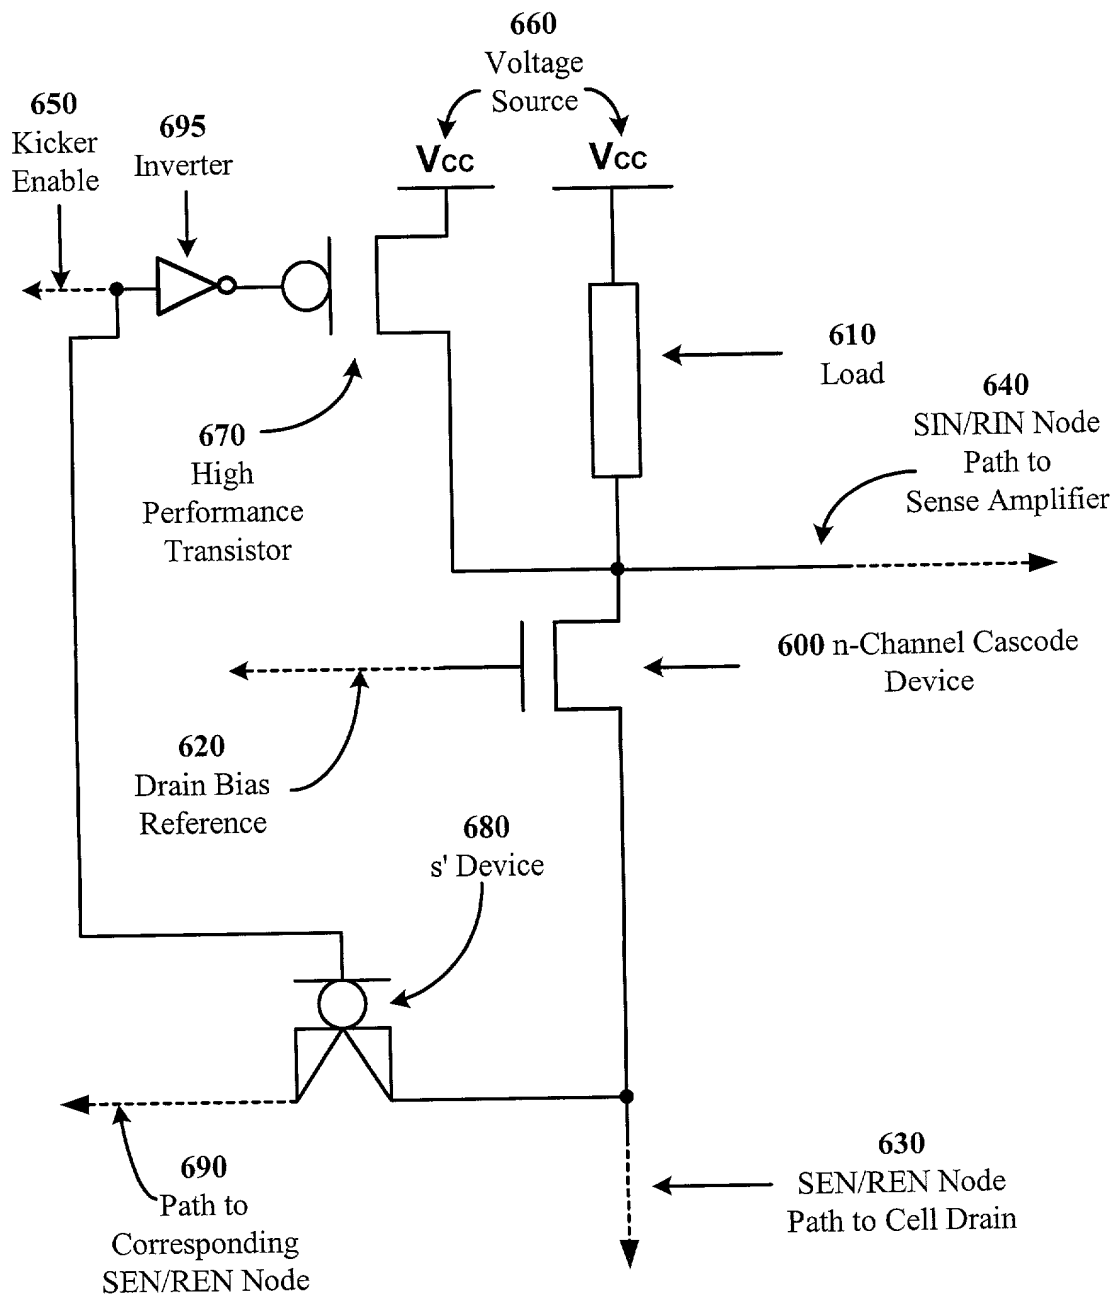 660
Voltage
Source
650
Kicker
Enable
695
Inverter
VCC
VCC
610
Load
640
SIN/RIN Node
Path to
Sense Amplifier
670
High
Performance
Transistor
600 n-Channel Cascode
Device
620
Drain Bias
Reference
680
s' Device
690
Path to
Corresponding
SEN/REN Node
630
SEN/REN Node
Path to Cell Drain